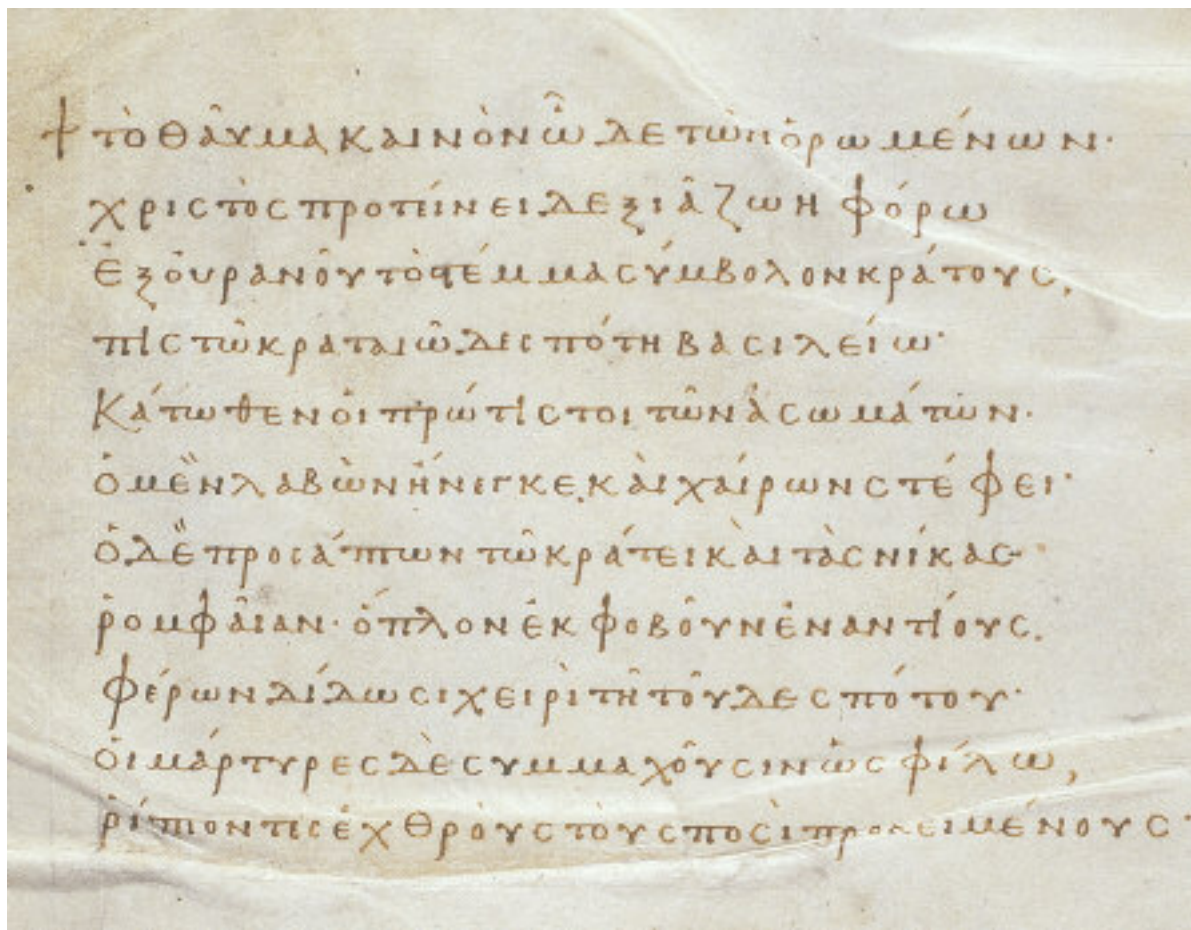 ☩ τὸ θαῦμα καινὸν ὧδε τῶν ὁρωμένων·
χριστὸς προτείνει δεξιᾷ ζωηφόρῳ
ἐξ οὐρανοῦ τὸ στέμμα σύμβολον κράτους,
πιστῷ κραταιῷ δεσπότῃ βασιλείῳ·
Κάτωθεν οἱ πρώτιστοι τῶν ἀσωμάτων·
ὁ μὲν λαβὼν ἤνεγκε, καὶ χαίρων στέφει·
ὁ δὲ προσάπτων τῷ κράτει καὶ τὰς νίκας·
ῥομφαίαν· ὅπλον ἐκφοβοῦν ἐναντίους.
φέρων δίδωσι χειρὶ τῇ τοῦ δεσπότου·
οἱ μάρτυρες δὲ συμμαχοῦσιν ὡς φίλῳ,
ῥίπτοντες ἐχθροὺς τοὺς ποσὶ προκειμένους